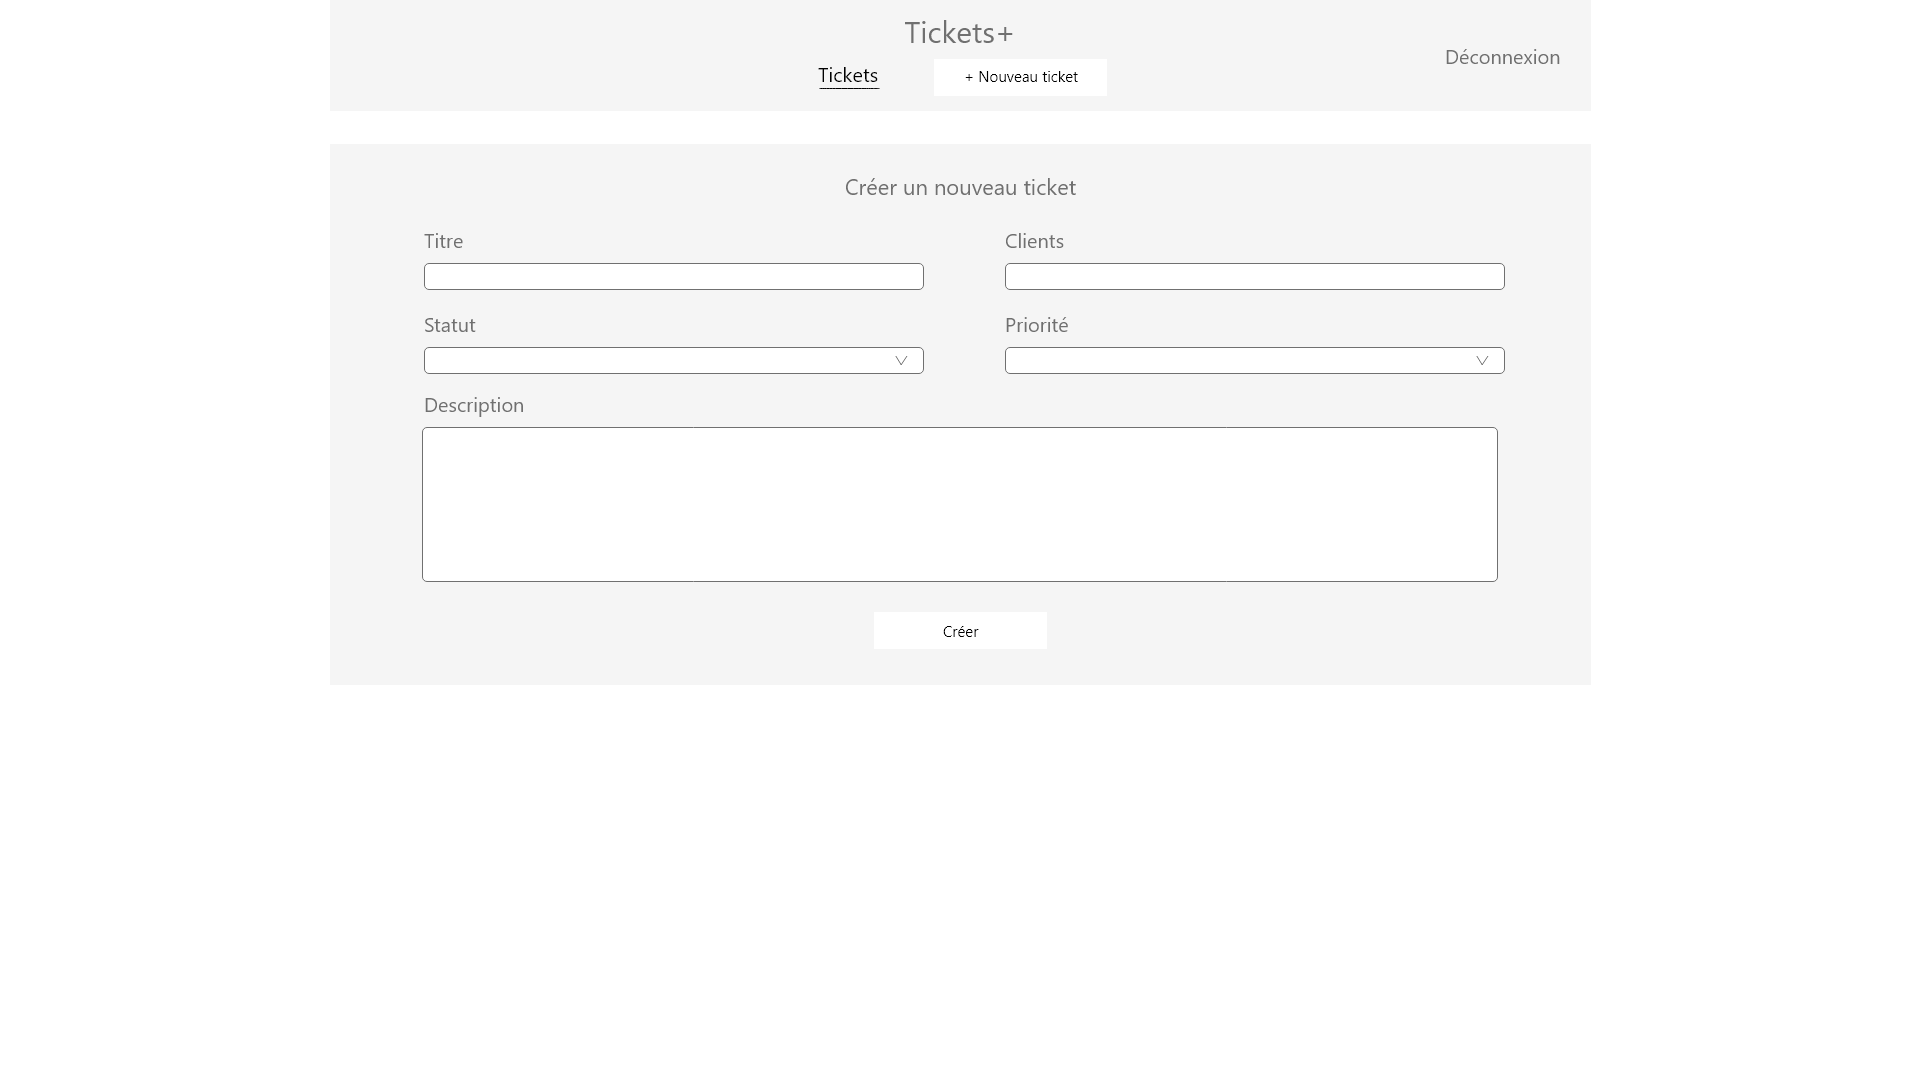 Tickets+
Déconnexion
Tickets
+ Nouveau ticket
Créer un nouveau ticket
Titre
Clients
Statut
Priorité
Description
Créer